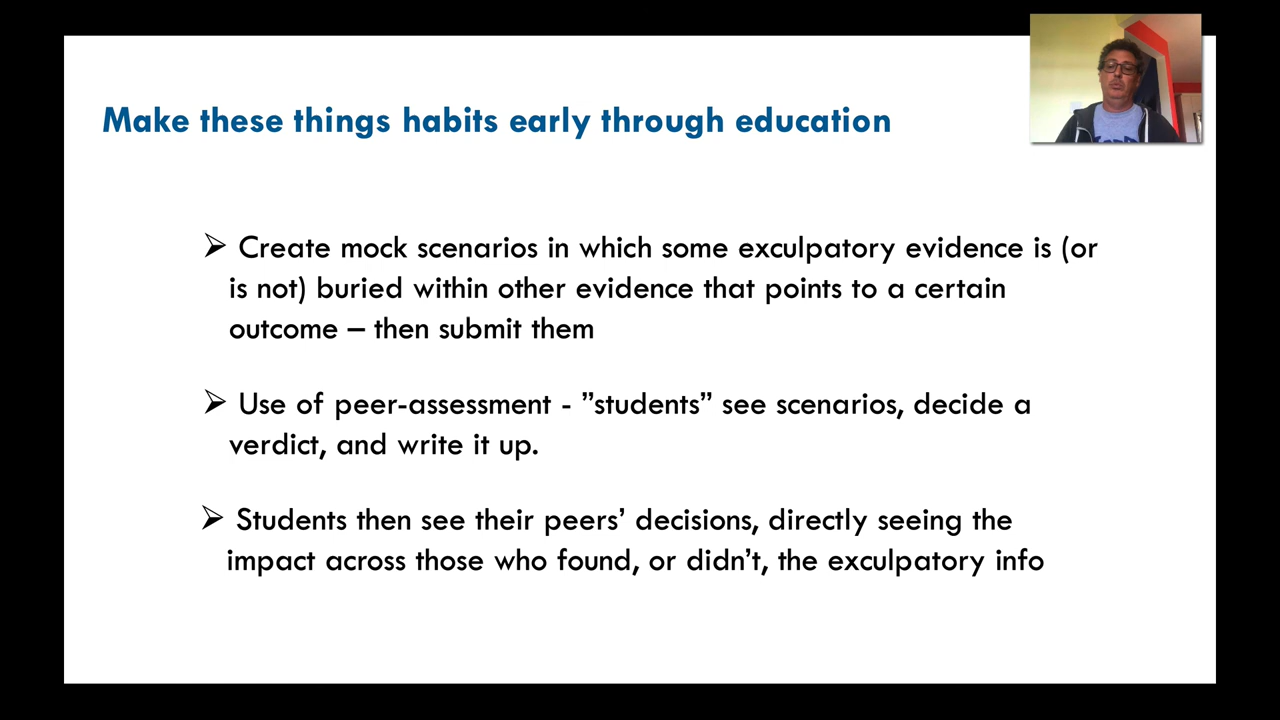 Make these things habits early through education
➢ Create mock scenarios in which some exculpatory evidence is (or
is not) buried within other evidence that points to a certain
outcome – then submit them
➢ Use of peer-assessment - ”students” see scenarios, decide a
verdict, and write it up.
➢ Students then see their peers’ decisions, directly seeing the
impact across those who found, or didn’t, the exculpatory info